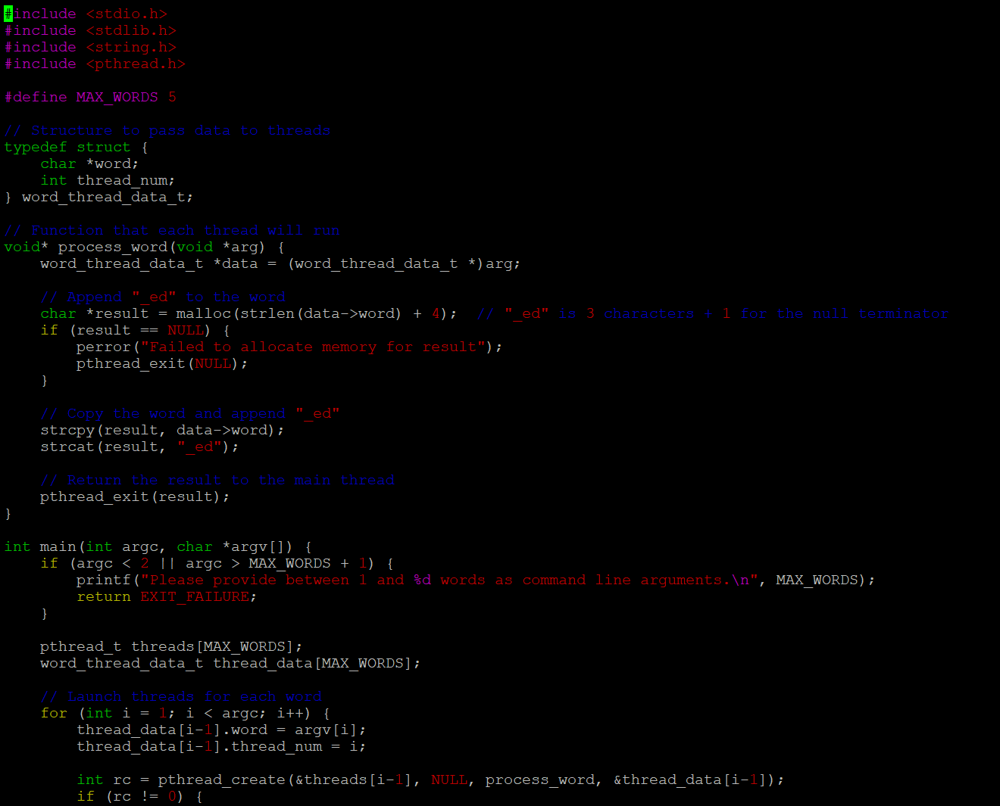 #include <stdio.h>
#include <stdlib.h>
#include <string.h>
#include <pthread.h>

#define MAX_WORDS 5

// Structure to pass data to threads
typedef struct {
    char *word;
    int thread_num;
} word_thread_data_t;

// Function that each thread will run
void* process_word(void *arg) {
    word_thread_data_t *data = (word_thread_data_t *)arg;

    // Append "_ed" to the word
    char *result = malloc(strlen(data->word) + 4);  // "_ed" is 3 characters + 1 for the null terminator
    if (result == NULL) {
        perror("Failed to allocate memory for result");
        pthread_exit(NULL);
    }

    // Copy the word and append "_ed"
    strcpy(result, data->word);
    strcat(result, "_ed");

    // Return the result to the main thread
    pthread_exit(result);
}

int main(int argc, char *argv[]) {
    if (argc < 2 || argc > MAX_WORDS + 1) {
        printf("Please provide between 1 and %d words as command line arguments.\n", MAX_WORDS);
        return EXIT_FAILURE;
    }

    pthread_t threads[MAX_WORDS];
    word_thread_data_t thread_data[MAX_WORDS];

    // Launch threads for each word
    for (int i = 1; i < argc; i++) {
        thread_data[i-1].word = argv[i];
        thread_data[i-1].thread_num = i;

        int rc = pthread_create(&threads[i-1], NULL, process_word, &thread_data[i-1]);
        if (rc != 0) {